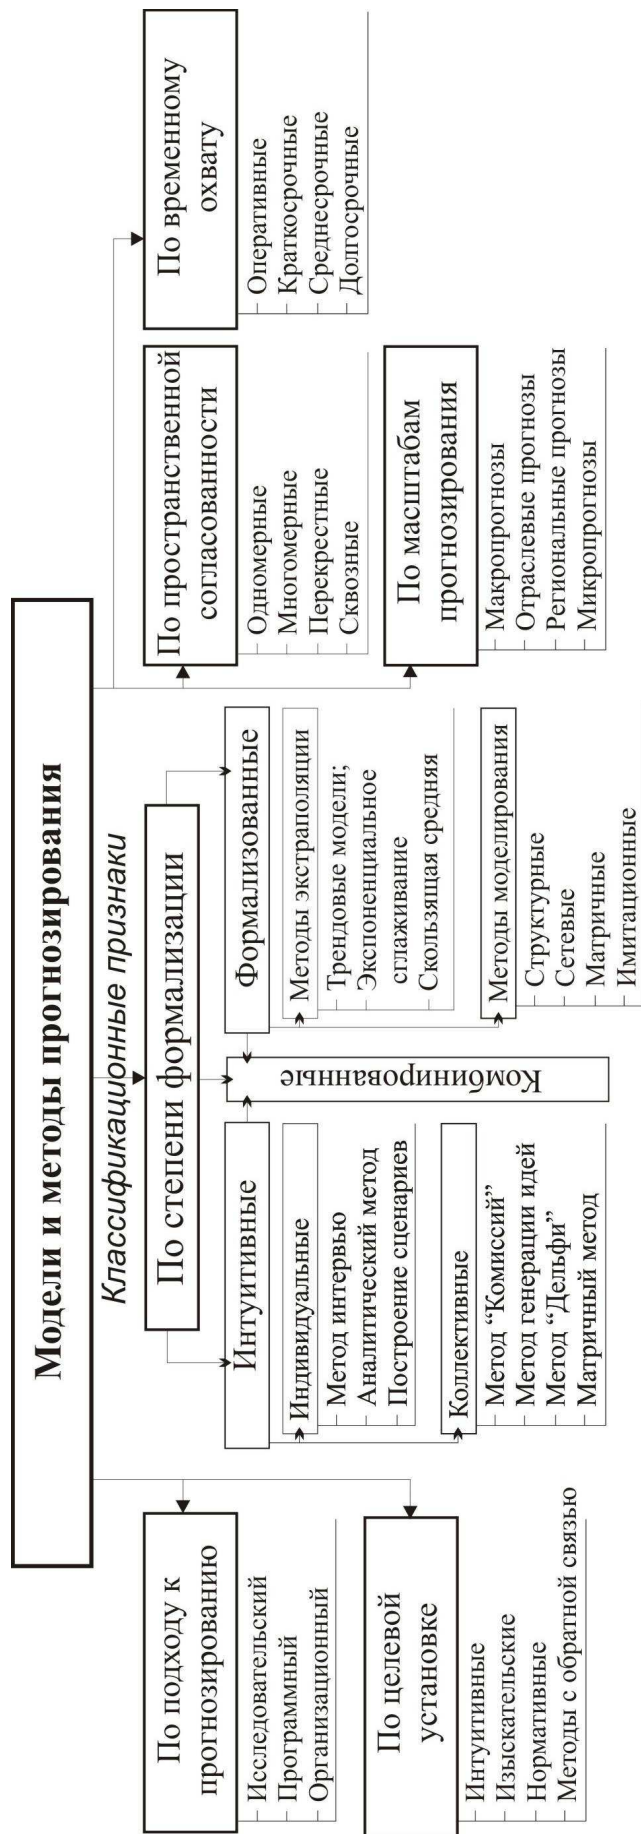 Модели и методы прогнозирования
Классификационные признаки
По подходу к
прогнозированию
Исследовательский
Программный
Организационный
По целевой
установке
Интуитивные
Изыскательские
Нормативные
Методы с обратной связью
По степени формализации
Интуитивные
Индивидуальные
Метод интервью
Аналитический метод
Построение сценариев
Коллективные
Метод “Комиссий”
Метод генерации идей
Метод “Дельфи”
Матричный метод
Комбинированные
Формализованные
Методы экстраполяции
Трендовые модели;
Экспоненциальное
сглаживание
Скользящая средняя
Методы моделирования
Структурные
Сетевые
Матричные
Имитационные
По пространственной
согласованности
Одномерные
Многомерные
Перекрестные
Сквозные
По масштабам
прогнозирования
Макропрогнозы
Отраслевые прогнозы
Региональные прогнозы
Микропрогнозы
По временному
охвату
Оперативные
Краткосрочные
Среднесрочные
Долгосрочные